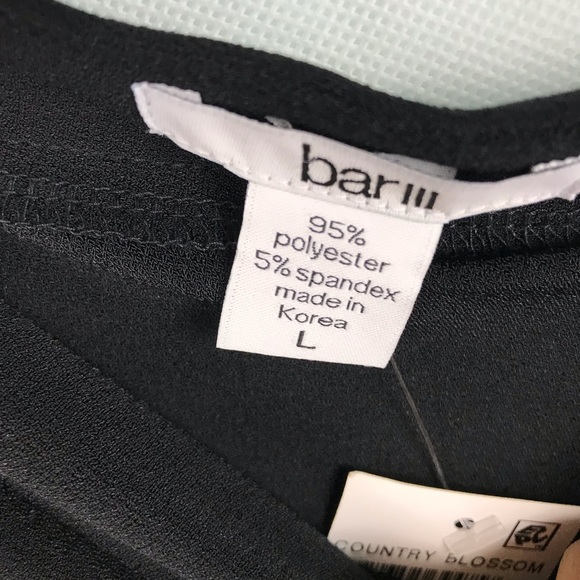 bar III
95%
polyester
5% spandex
made in
Korea
L
COUNTRY BLOSSOM